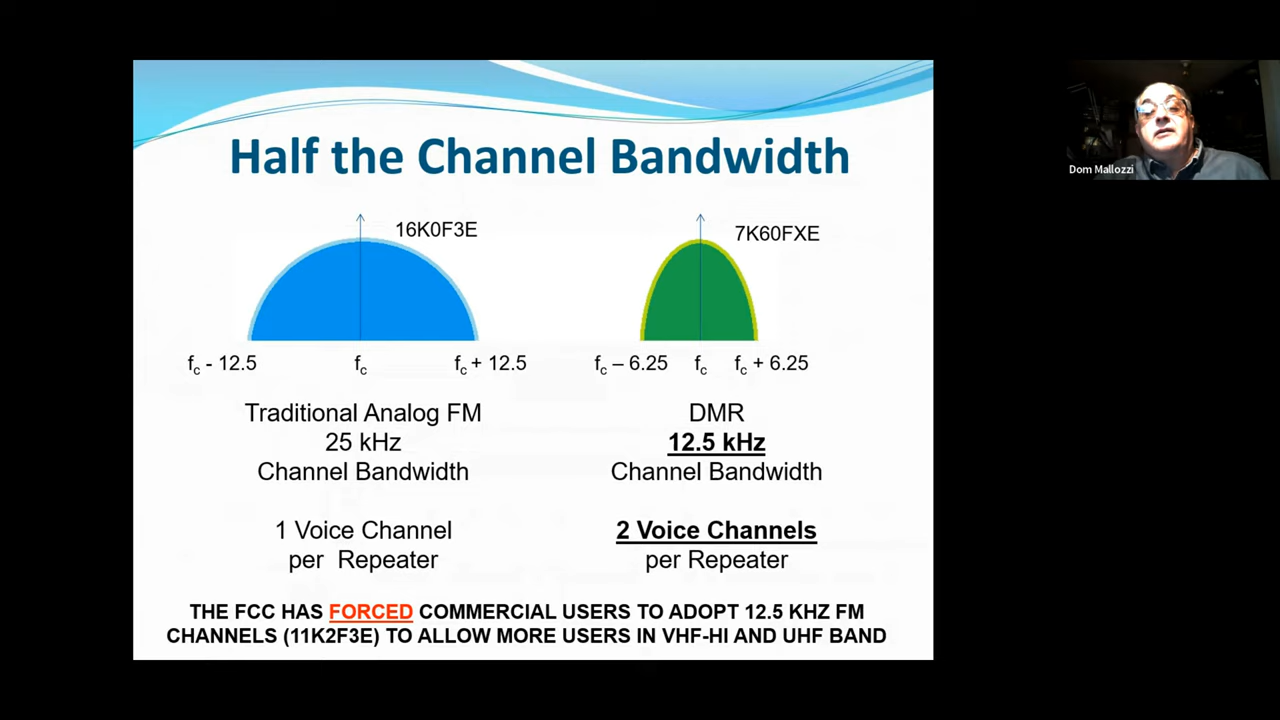 Half the Channel Bandwidth
16K0F3E
7K60FXE
fc - 12.5 fc fc + 12.5
fc – 6.25 fc fc + 6.25
Traditional Analog FM
25 kHz
Channel Bandwidth
1 Voice Channel
per Repeater
DMR
12.5 kHz
Channel Bandwidth
2 Voice Channels
per Repeater
THE FCC HAS FORCED COMMERCIAL USERS TO ADOPT 12.5 KHZ FM
CHANNELS (11K2F3E) TO ALLOW MORE USERS IN VHF-HI AND UHF BAND
Dom Mallozzi